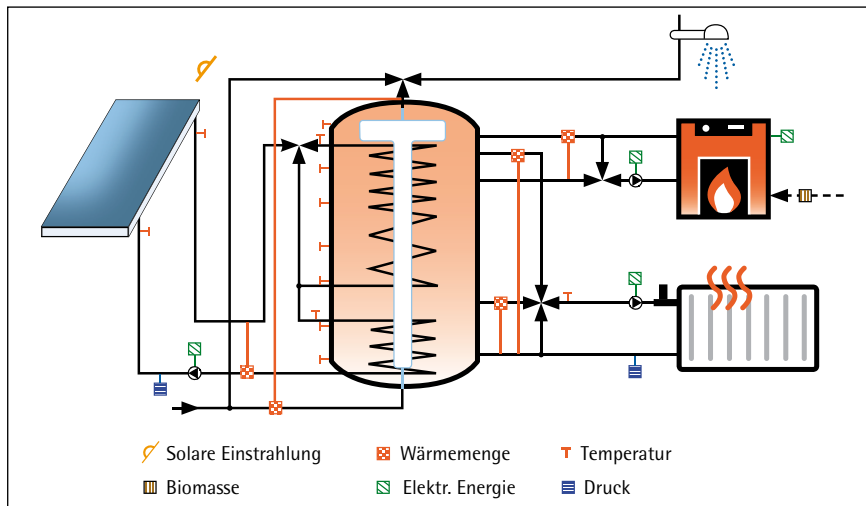 Solare Einstrahlung
Wärmemenge
Temperatur
Biomasse
Elektr. Energie
Druck